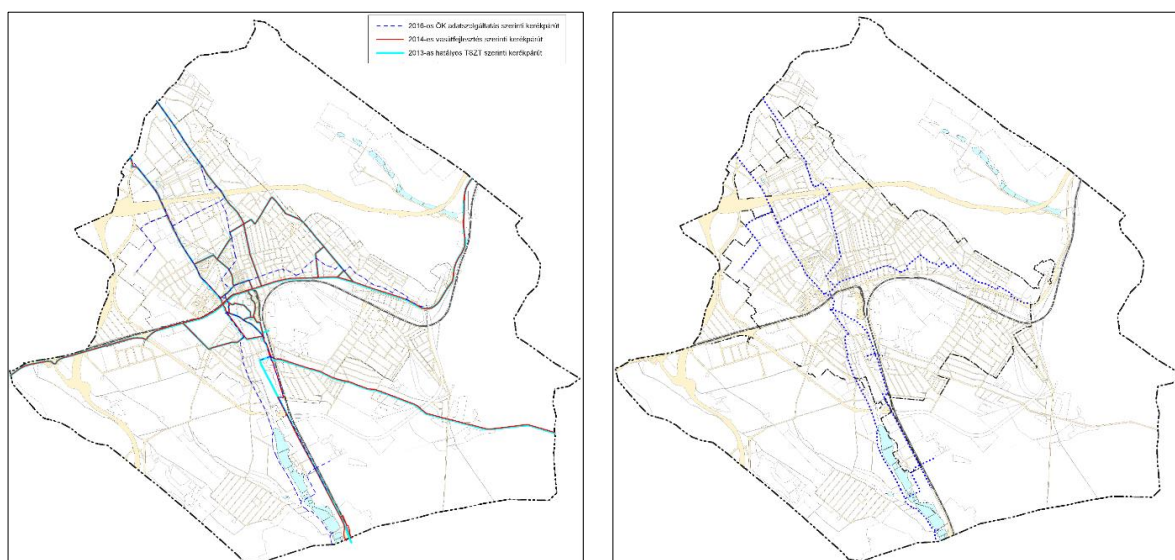 2016-os ÖK adatszolgáltatás szerinti kerékpárút
2014-es vasútfejlesztés szerinti kerékpárút
2013-as hatályos TSZT szerinti kerékpárút